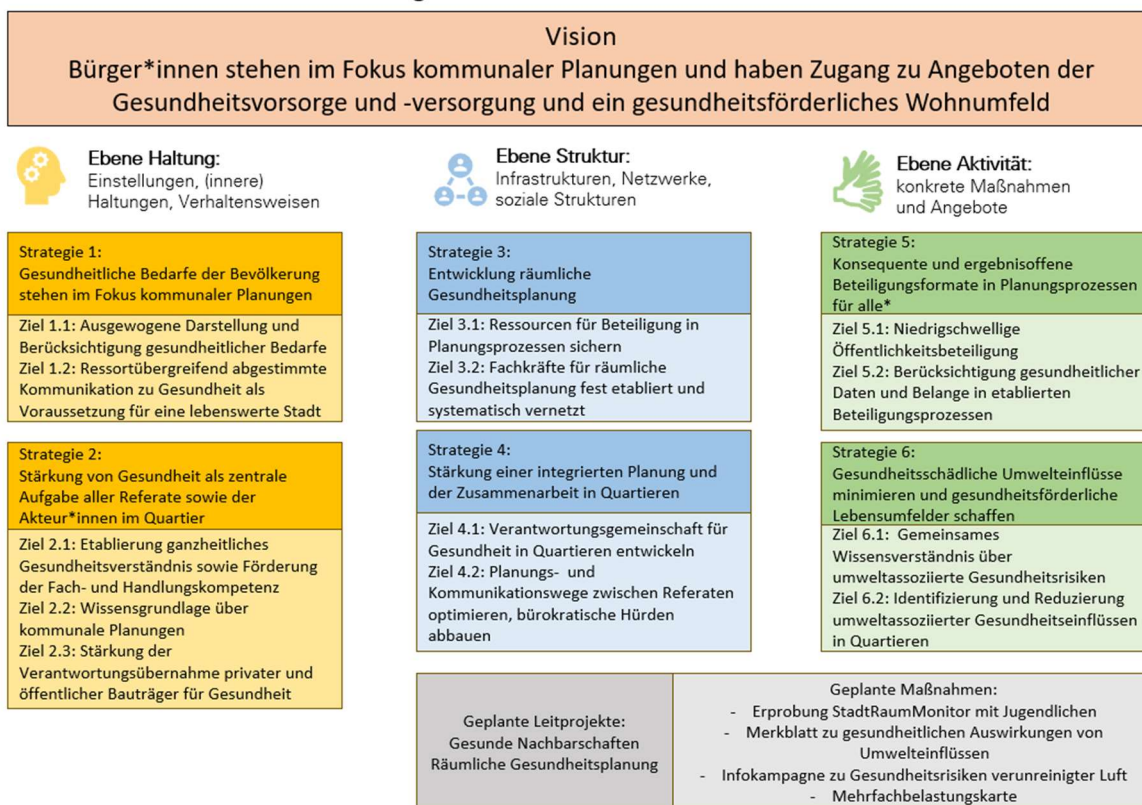 Vision
Bürger*innen stehen im Fokus kommunaler Planungen und haben Zugang zu Angeboten der
Gesundheitsvorsorge und -versorgung und ein gesundheitsförderliches Wohnumfeld
Ebene Haltung:
Einstellungen, (innere)
Haltungen, Verhaltensweisen
Strategie 1:
Gesundheitliche Bedarfe der Bevölkerung
stehen im Fokus kommunaler Planungen
Ziel 1.1: Ausgewogene Darstellung und
Berücksichtigung gesundheitlicher Bedarfe
Ziel 1.2: Ressortübergreifend abgestimmte
Kommunikation zu Gesundheit als
Voraussetzung für eine lebenswerte Stadt
Strategie 2:
Stärkung von Gesundheit als zentrale
Aufgabe aller Referate sowie der
Akteur*innen im Quartier
Ziel 2.1: Etablierung ganzheitliches
Gesundheitsverständnis sowie Förderung
der Fach- und Handlungskompetenz
Ziel 2.2: Wissensgrundlage über
kommunale Planungen
Ziel 2.3: Stärkung der
Verantwortungsübernahme privater und
öffentlicher Bauträger für Gesundheit
Ebene Struktur:
Infrastrukturen, Netzwerke,
soziale Strukturen
Strategie 3:
Entwicklung räumliche
Gesundheitsplanung
Ziel 3.1: Ressourcen für Beteiligung in
Planungsprozessen sichern
Ziel 3.2: Fachkräfte für räumliche
Gesundheitsplanung fest etabliert und
systematisch vernetzt
Strategie 4:
Stärkung einer integrierten Planung und
der Zusammenarbeit in Quartieren
Ziel 4.1: Verantwortungsgemeinschaft für
Gesundheit in Quartieren entwickeln
Ziel 4.2: Planungs- und
Kommunikationswege zwischen Referaten
optimieren, bürokratische Hürden
abbauen
Ebene Aktivität:
konkrete Maßnahmen
und Angebote
Strategie 5:
Konsequente und ergebnisoffene
Beteiligungsformate in Planungsprozessen
für alle*
Ziel 5.1: Niedrigschwellige
Öffentlichkeitsbeteiligung
Ziel 5.2: Berücksichtigung gesundheitlicher
Daten und Belange in etablierten
Beteiligungsprozessen
Strategie 6:
Gesundheitsschädliche Umwelteinflüsse
minimieren und gesundheitsförderliche
Lebensumfelder schaffen
Ziel 6.1: Gemeinsames
Wissensverständnis über
umweltassoziierte Gesundheitsrisiken
Ziel 6.2: Identifizierung und Reduzierung
umweltassoziierter Gesundheitseinflüssen
in Quartieren
Geplante Leitprojekte:
Gesunde Nachbarschaften
Räumliche Gesundheitsplanung
Geplante Maßnahmen:
- Erprobung StadtRaumMonitor mit Jugendlichen
- Merkblatt zu gesundheitlichen Auswirkungen von
Umwelteinflüssen
- Infokampagne zu Gesundheitsrisiken verunreinigter Luft
- Mehrfachbelastungskarte